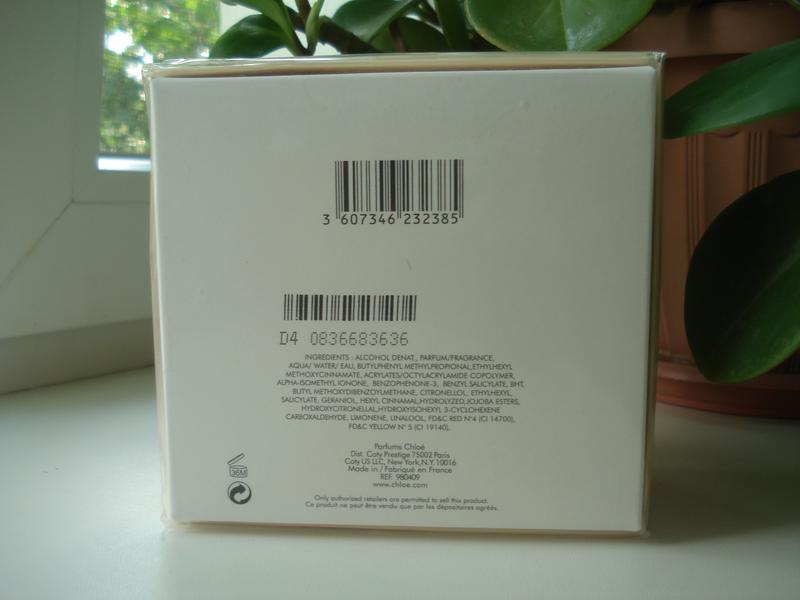 3 607346 232385
D4 0836683636
INGREDIENTS : ALCOHOL DENAT., PARFUM/FRAGRANCE,
AQUA/ WATER/ EAU, BUTYLPHENYL METHYLPROPIONAL,ETHYLHEXYL
METHOXYCINNAMATE, ACRYLATES/OCTYLACRYLAMIDE COPOLYMER,
ALPHA-ISOMETHYL IONONE, BENZOPHENONE-3, BENZYL SALICYLATE, BHT,
BUTYL METHOXYDIBENZOYLMETHANE, CITRONELLOL, ETHYLHEXYL,
SALICYLATE, GERANIOL, HEXYL CINNAMAL,HYDROLYZED,JOJOBA ESTERS,
HYDROXYCITRONELLAL,HYDROXYISOHEXYL 3-CYCLOHEXENE
CARBOXALDEHYDE, LIMONENE, LINALOOL, FD&C RED N°4 (CI 14700),
FD&C YELLOW N° 5 (CI 19140).
Parfums Chloé
Dist. Coty Prestige 75002 Paris
Coty US LLC, New York,N.Y.10016
Made in / Fabriqué en France
REF. 980409
www.chloe.com
36M
Only authorized retailers are permitted to sell this product.
Ce produit ne peut être vendu que par les dépositaires agréés.